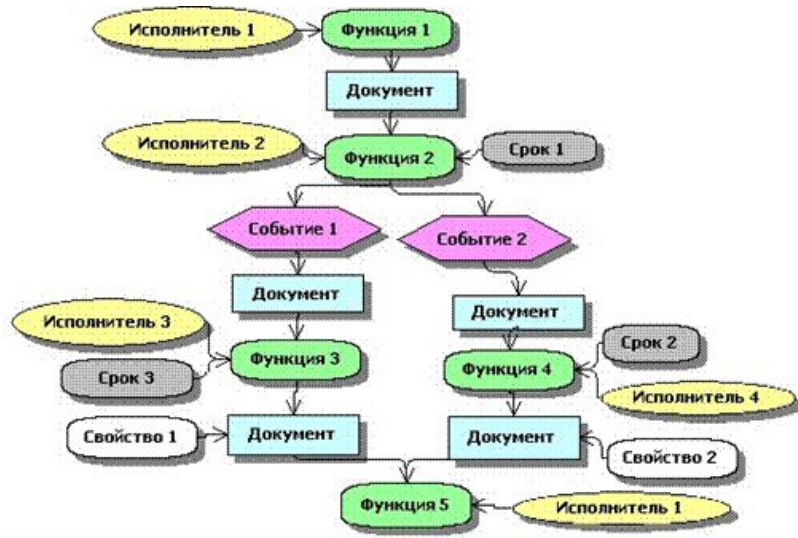 Исполнитель 1
Функция 1
Документ
Исполнитель 2
Функция 2
Срок 1
Событие 1
Событие 2
Документ
Документ
Исполнитель 3
Функция 3
Срок 3
Срок 2
Функция 4
Исполнитель 4
Свойство 1
Документ
Документ
Свойство 2
Функция 5
Исполнитель 1